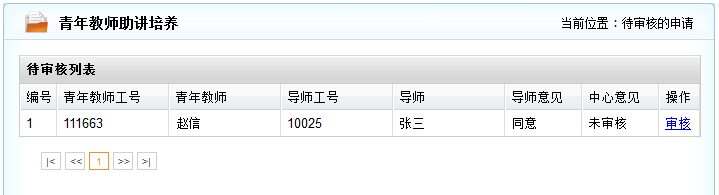 青年教师助讲培养 当前位置：待审核的申请
待审核列表
编号 青年教师工号 青年教师 导师工号 导师 导师意见 中心意见 操作
1 111663 赵信 10025 张三 同意 未审核 审核
|< << 1 >> >|